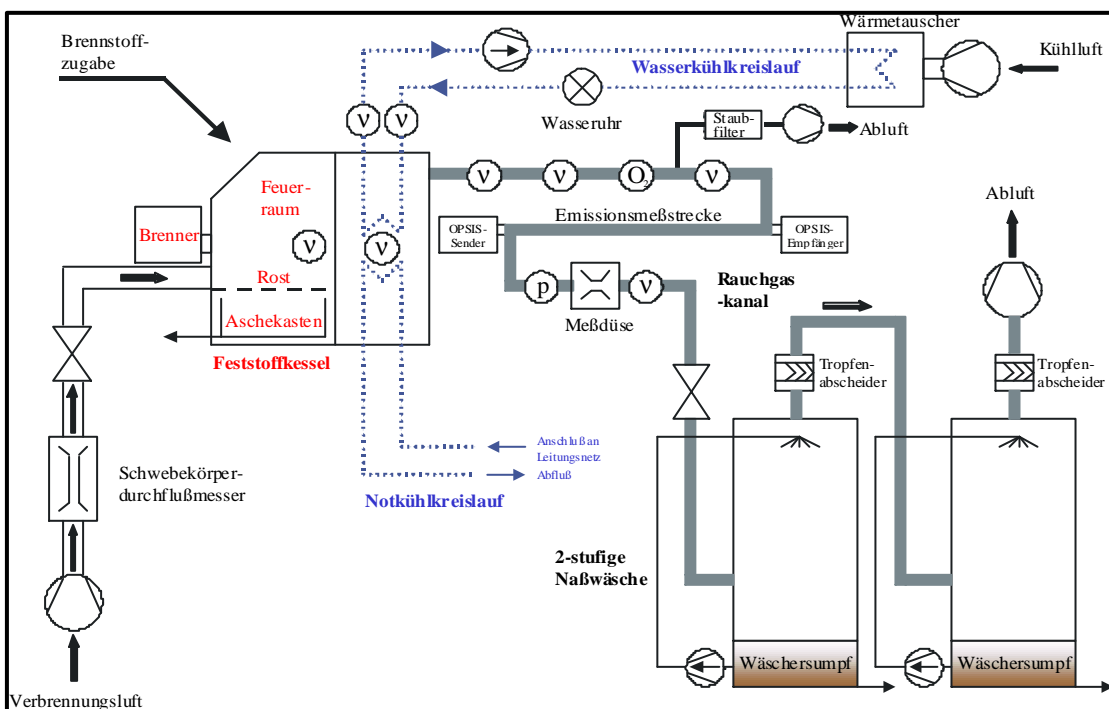 Wärmetauscher
Brennstoff-
zugabe
Kühlluft
Wasserkühlkreislauf
Wasseruhr
Staub-
filter
Abluft
ν
ν
Feuer-
raum
ν
ν
O2
ν
Abluft
Brenner
OPSIS-
Sender
Emissionsmeßstrecke
OPSIS-
Empfänger
ν
ν
Rost
Rauchgas
-kanal
p
ν
Meßdüse
Aschekasten
Feststoffkessel
Tropfen-
abscheider
Tropfen-
abscheider
Anschluß an
Leitungsnetz
Abfluß
Schwebekörper-
durchflußmesser
Notkühlkreislauf
2-stufige
Naßwäsche
Wäschersumpf
Wäschersumpf
Verbrennungsluft